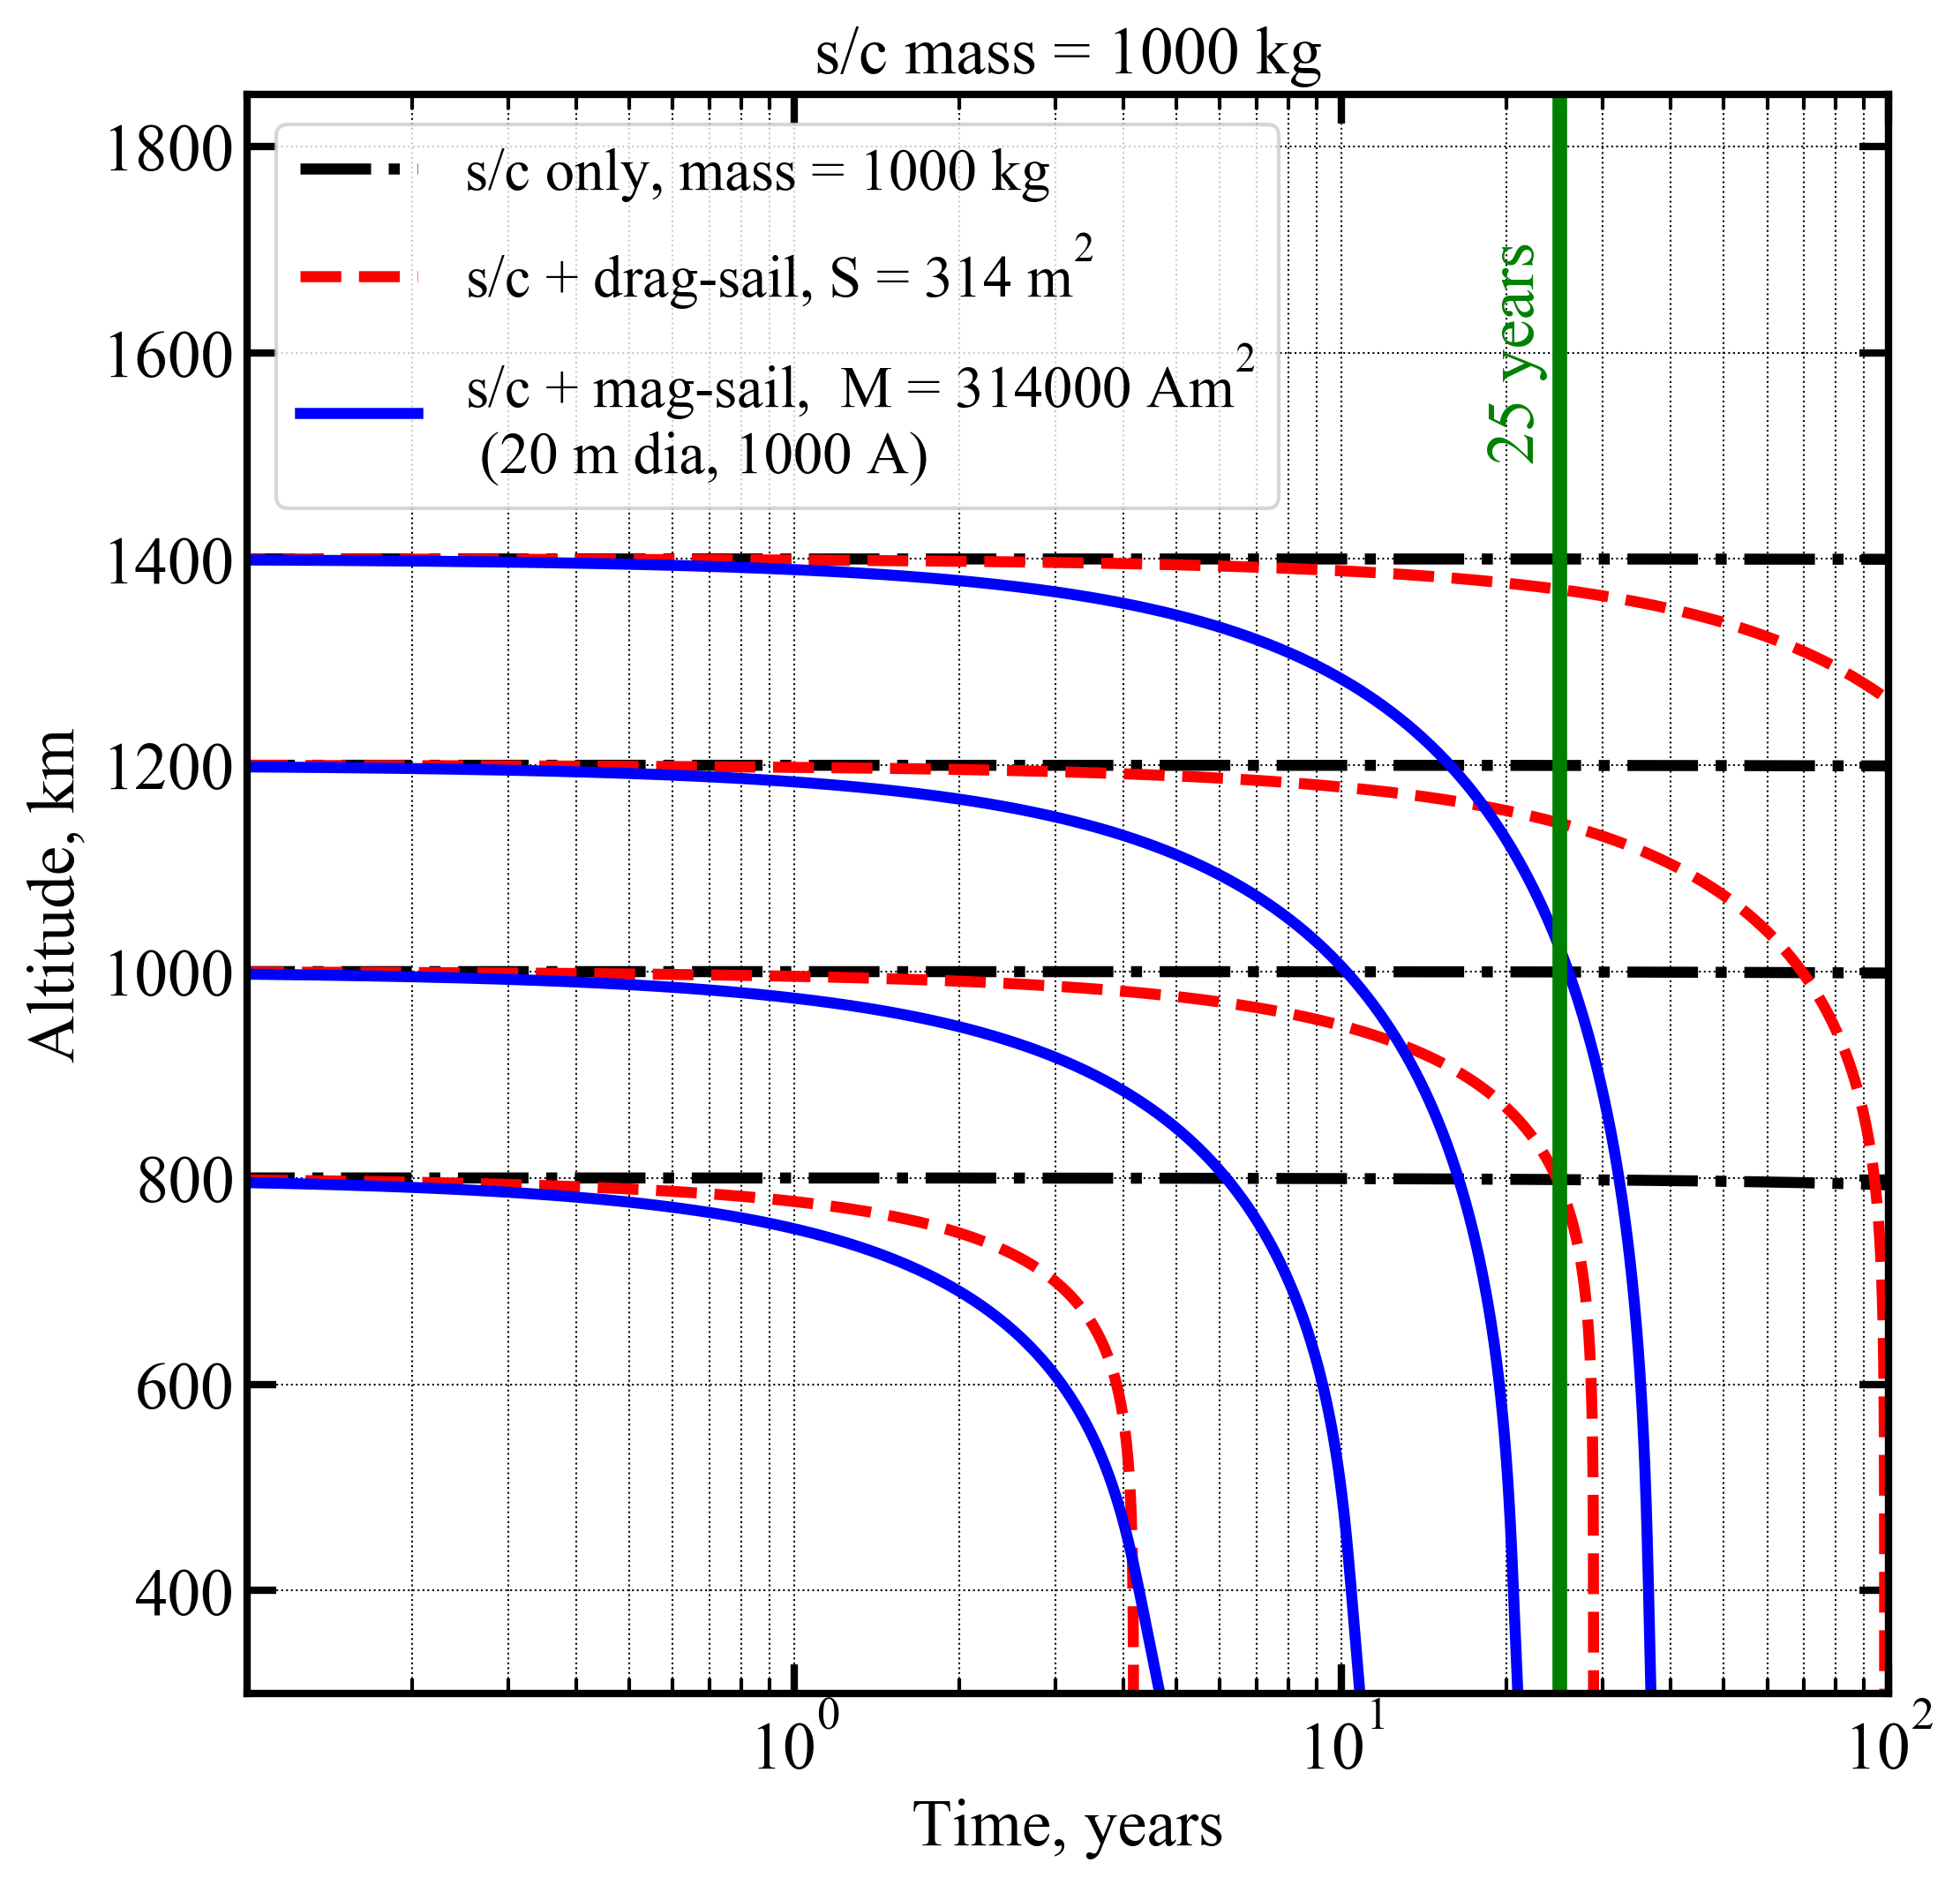 s/c mass = 1000 kg
s/c only, mass = 1000 kg
s/c + drag-sail, S = 314 m²
s/c + mag-sail,  M = 314000 Am²
(20 m dia, 1000 A)
25 years
1800
1600
1400
1200
1000
800
600
400
Altitude, km
10⁰ 10¹ 10²
Time, years